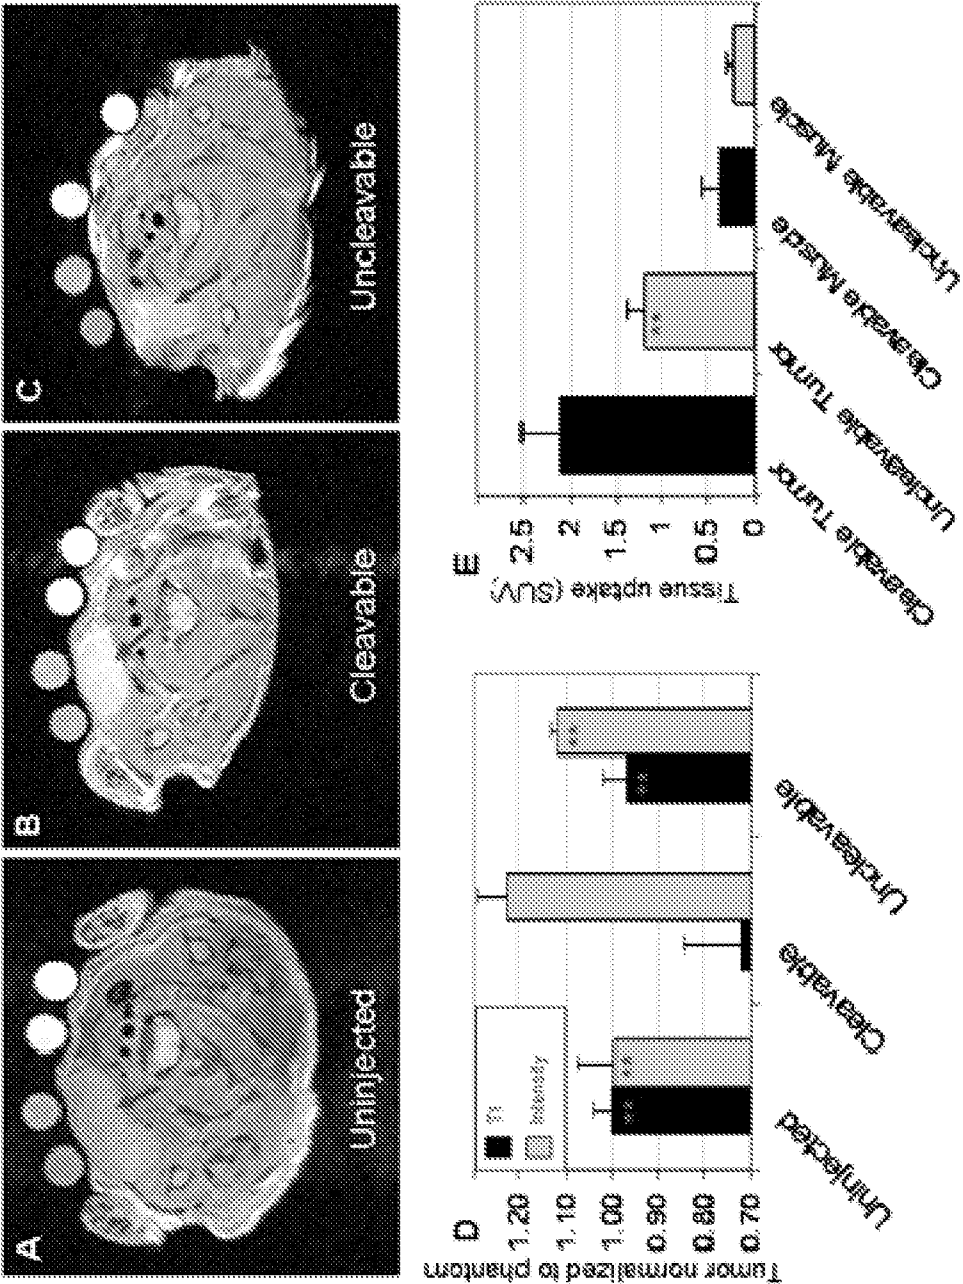 A
Uninjected
B
Cleavable
C
Uncleavable
D
Tumor normalized to phantom
1.20
1.10
1.00
0.90
0.80
0.70
T1
Intensity
**
**
**
**
Uninjected
Cleavable
Uncleavable
E
Tissue uptake (SUV)
2.5
2
1.5
1
0.5
0
**
Cleavable Tumor
Uncleavable Tumor
Cleavable Muscle
Uncleavable Muscle